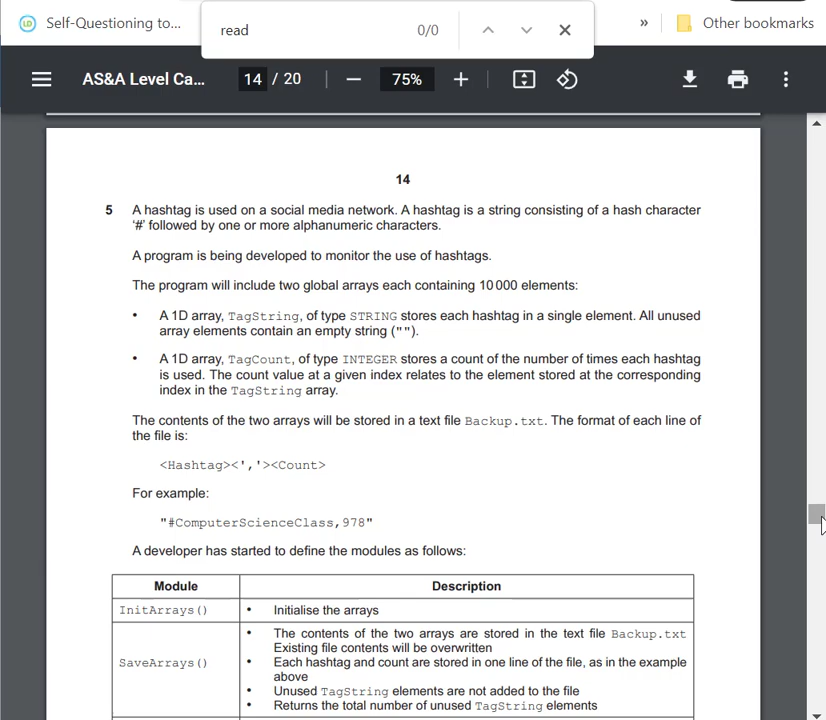 Self-Questioning to...
read
0/0
»
Other bookmarks
AS&A Level Ca...
14 / 20
75%
14
5 A hashtag is used on a social media network. A hashtag is a string consisting of a hash character
‘#’ followed by one or more alphanumeric characters.
A program is being developed to monitor the use of hashtags.
The program will include two global arrays each containing 10 000 elements:
• A 1D array, TagString, of type STRING stores each hashtag in a single element. All unused
array elements contain an empty string ("").
• A 1D array, TagCount, of type INTEGER stores a count of the number of times each hashtag
is used. The count value at a given index relates to the element stored at the corresponding
index in the TagString array.
The contents of the two arrays will be stored in a text file Backup.txt. The format of each line of
the file is:
<Hashtag><','><Count>
For example:
"#ComputerScienceClass,978"
A developer has started to define the modules as follows:
Module Description
InitArrays() • Initialise the arrays
• The contents of the two arrays are stored in the text file Backup.txt
Existing file contents will be overwritten
SaveArrays() • Each hashtag and count are stored in one line of the file, as in the example
above
• Unused TagString elements are not added to the file
• Returns the total number of unused TagString elements